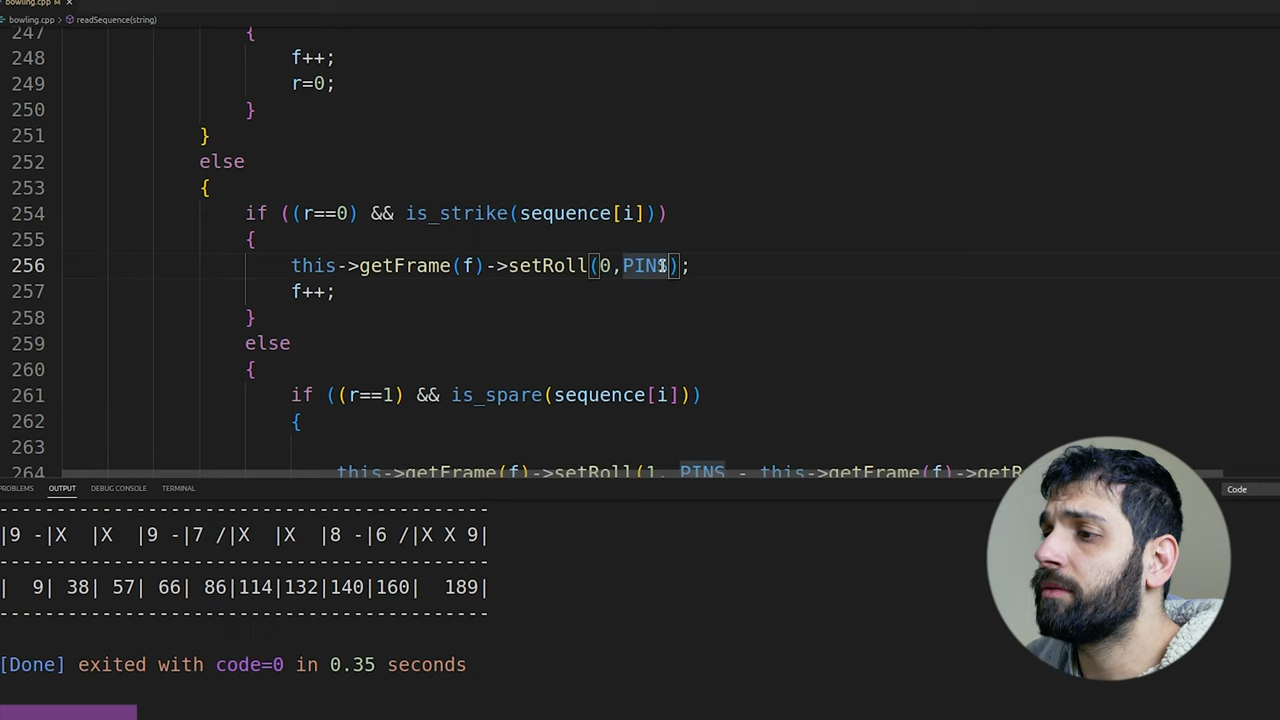 bowling.cpp M ×
bowling.cpp > readSequence(string)
247 {
248 f++;
249 r=0;
250 }
251 }
252 else
253 {
254 if ((r==0) && is_strike(sequence[i]))
255 {
256 this->getFrame(f)->setRoll(0,PINS);
257 f++;
258 }
259 else
260 {
261 if ((r==1) && is_spare(sequence[i]))
262 {
263
264 this->getFrame(f)->setRoll(1, PINS - this->getFrame(f)->getR
PROBLEMS OUTPUT DEBUG CONSOLE TERMINAL Code
-------------------------------------------
|9 -|X  |X  |9 -|7 /|X  |X  |8 -|6 /|X X 9|
-------------------------------------------
|  9| 38| 57| 66| 86|114|132|140|160|  189|
-------------------------------------------
[Done] exited with code=0 in 0.35 seconds